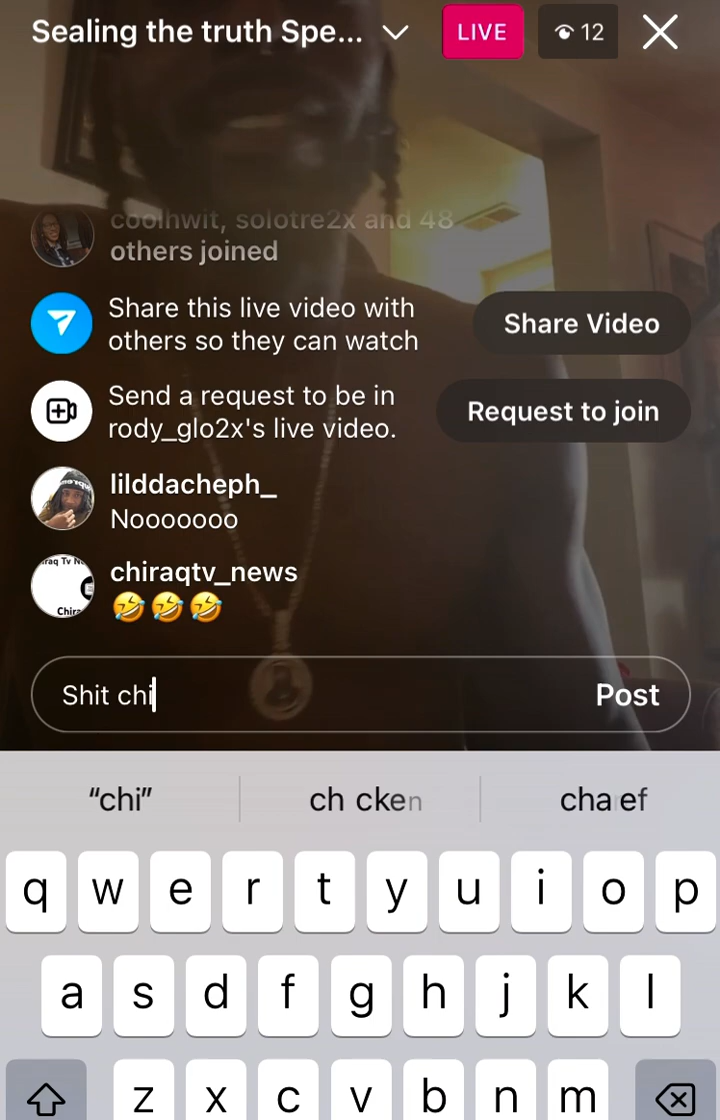 Sealing the truth Spe...
LIVE
12
coolhwit, solotre2x and 48
others joined
Share this live video with
others so they can watch
Share Video
Send a request to be in
rody_glo2x's live video.
Request to join
lilddacheph_
Nooooooo
chiraqtv_news
🤣🤣🤣
Shit chi
Post
“chi”
ch cken
cha ef
q w e r t y u i o p
a s d f g h j k l
z x c v b n m